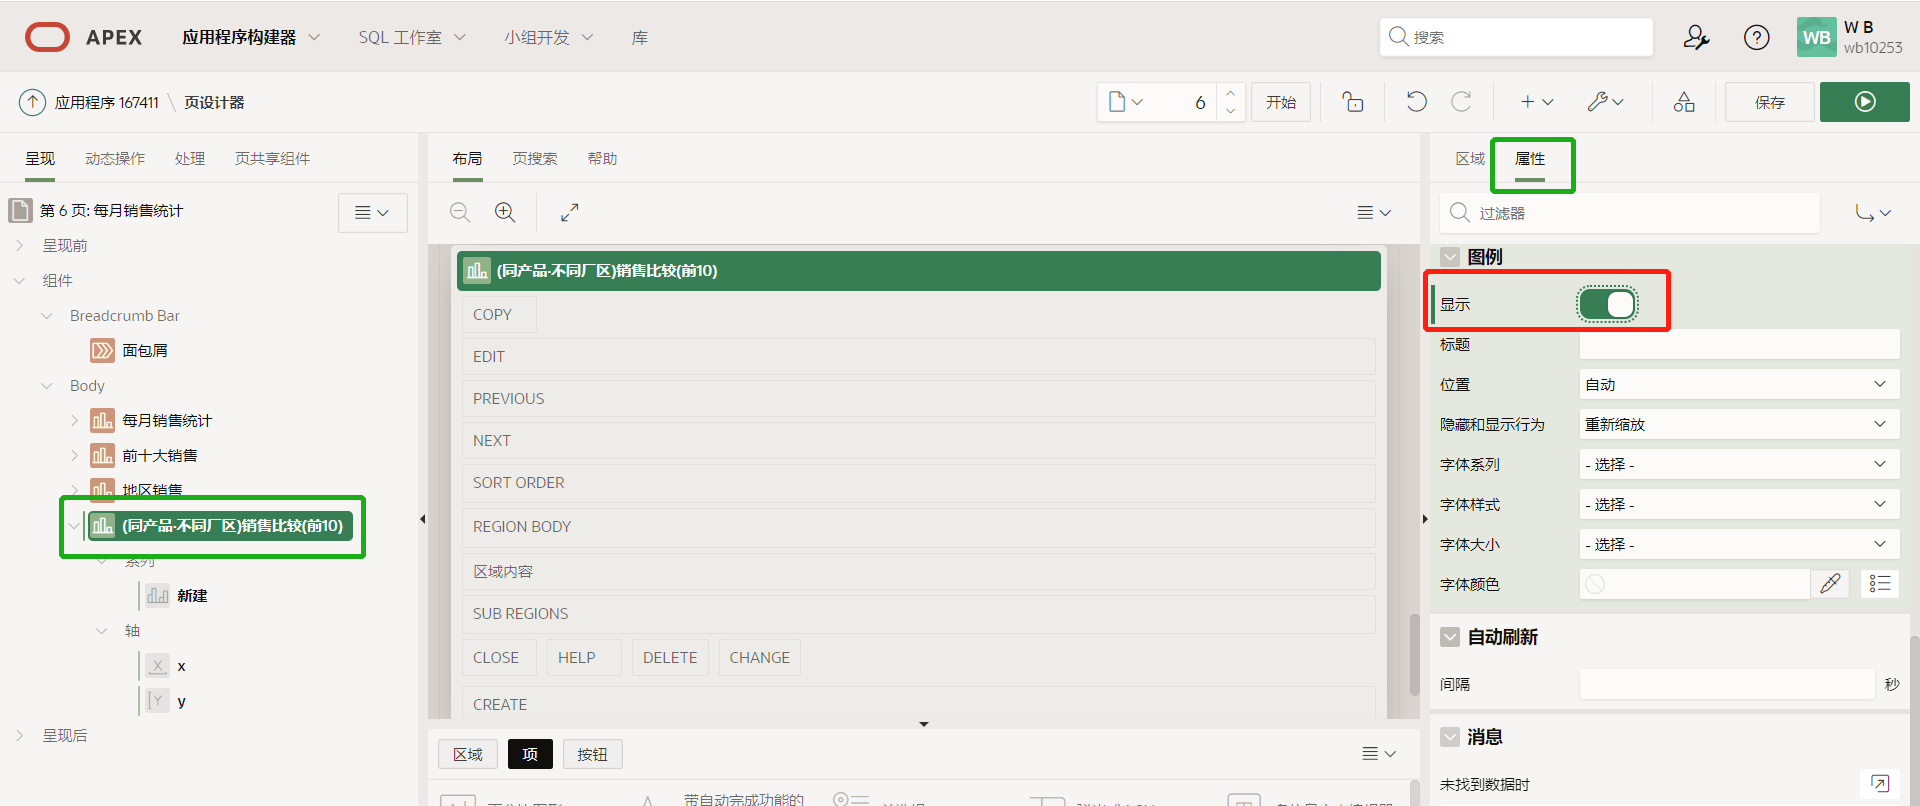 APEX
应用程序构建器
SQL 工作室
小组开发
库
搜索
WB
W B
wb10253
应用程序 167411 \ 页设计器
6
开始
保存
呈现
动态操作
处理
页共享组件
第 6 页: 每月销售统计
呈现前
组件
Breadcrumb Bar
面包屑
Body
每月销售统计
前十大销售
地区销售
(同产品-不同厂区)销售比较(前10)
系列
新建
轴
X
x
Y
y
呈现后
布局
页搜索
帮助
(同产品-不同厂区)销售比较(前10)
COPY
EDIT
PREVIOUS
NEXT
SORT ORDER
REGION BODY
区域内容
SUB REGIONS
CLOSE
HELP
DELETE
CHANGE
CREATE
区域
项
按钮
带自动完成功能的
区域
属性
过滤器
图例
显示
标题
位置
自动
隐藏和显示行为
重新缩放
字体系列
- 选择 -
字体样式
- 选择 -
字体大小
- 选择 -
字体颜色
自动刷新
间隔
秒
消息
未找到数据时